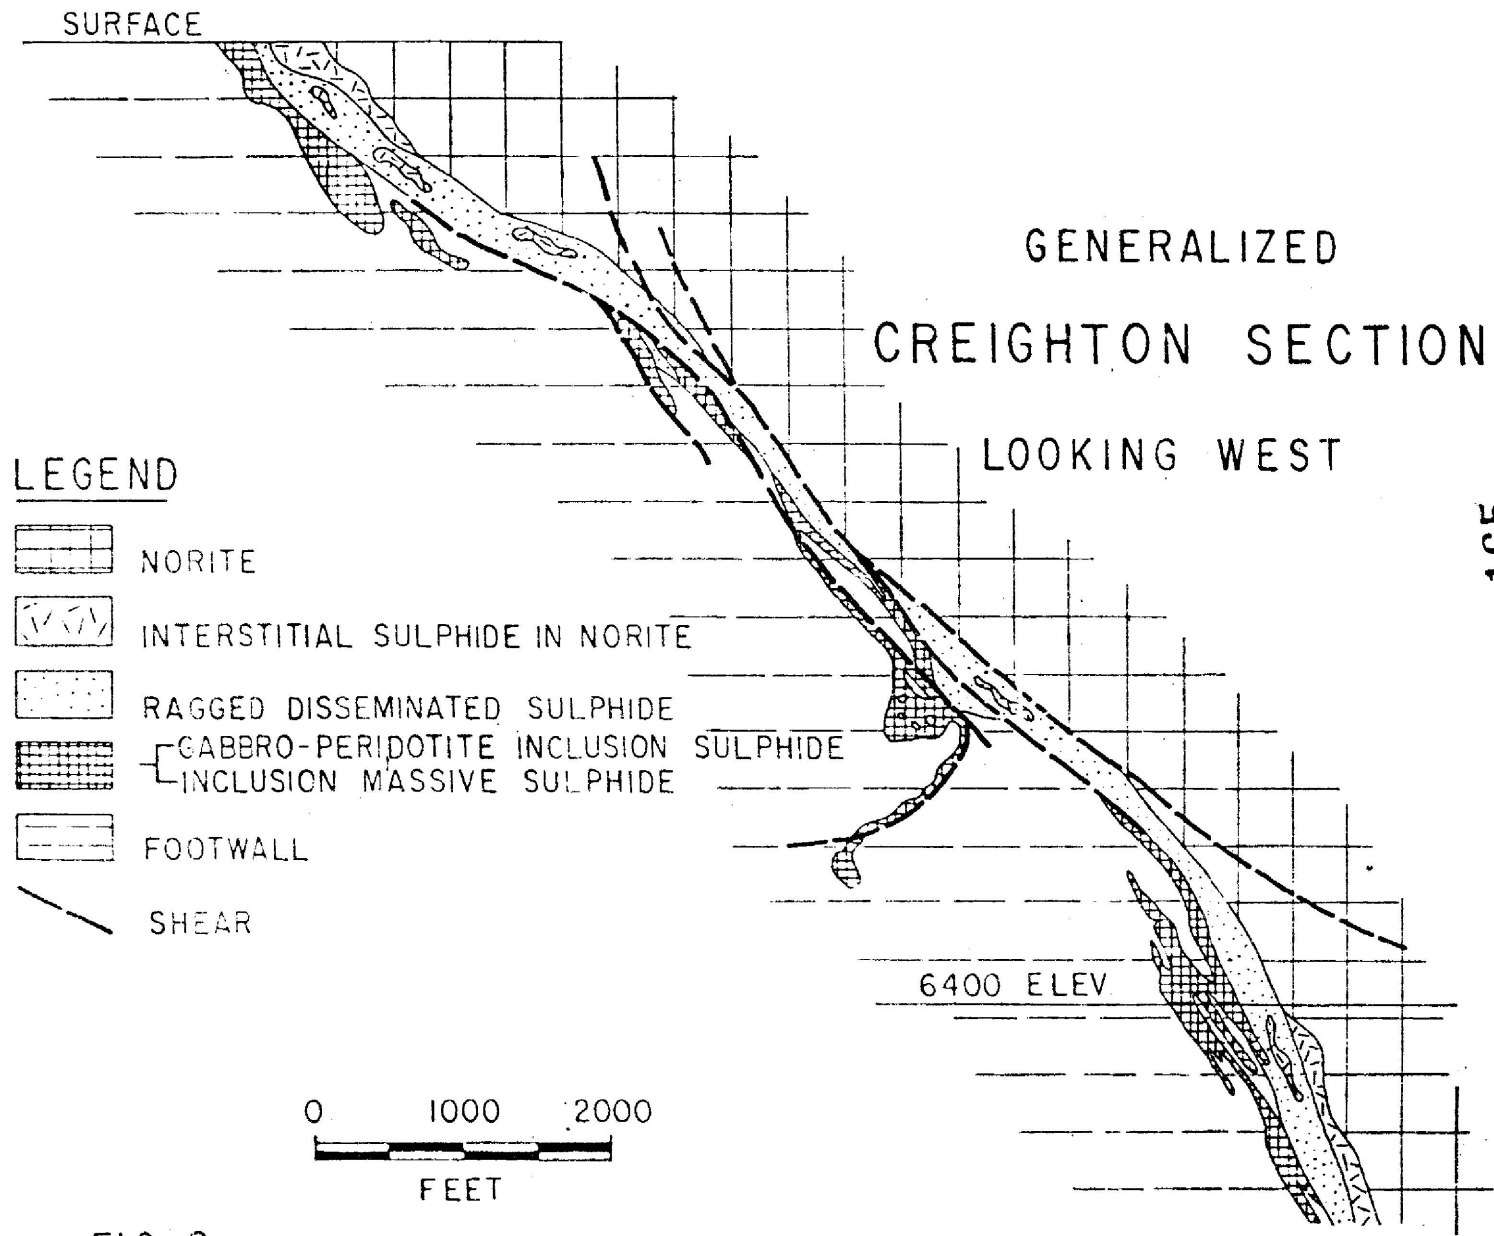 SURFACE
GENERALIZED
CREIGHTON SECTION
LOOKING WEST
LEGEND
NORITE
INTERSTITIAL SULPHIDE IN NORITE
RAGGED DISSEMINATED SULPHIDE
GABBRO-PERIDOTITE INCLUSION SULPHIDE
INCLUSION MASSIVE SULPHIDE
FOOTWALL
SHEAR
6400 ELEV
0 1000 2000
FEET